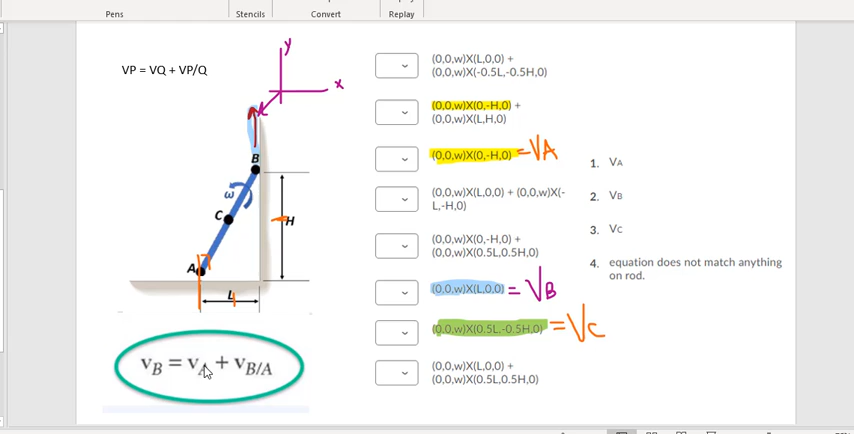 Pens
Stencils
Convert
Replay
VP = VQ + VP/Q
y
x
B
ω
C
H
A
L
vB = vA + vB/A
(0,0,w)X(L,0,0) +
(0,0,w)X(-0.5L,-0.5H,0)
(0,0,w)X(0,-H,0) +
(0,0,w)X(L,H,0)
(0,0,w)X(0,-H,0) = VA
(0,0,w)X(L,0,0) + (0,0,w)X(-
L,-H,0)
(0,0,w)X(0,-H,0) +
(0,0,w)X(0.5L,0.5H,0)
(0,0,w)X(L,0,0) = VB
(0,0,w)X(0.5L,-0.5H,0) = VC
(0,0,w)X(L,0,0) +
(0,0,w)X(0.5L,0.5H,0)
1. VA
2. VB
3. VC
4. equation does not match anything
on rod.